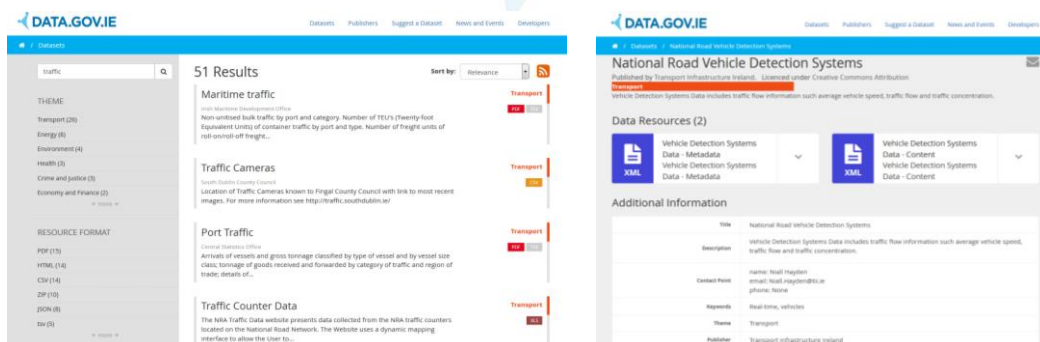 DATA.GOV.IE
Datasets Publishers Suggest a Dataset News and Events Developers
/ Datasets
traffic
THEME
Transport (29)
Energy (6)
Environment (4)
Health (3)
Crime and Justice (3)
Economy and Finance (2)
more
RESOURCE FORMAT
PDF (15)
HTML (14)
CSV (14)
ZIP (10)
JSON (8)
tsv (5)
more
51 Results
Sort by: Relevance
Maritime traffic
Transport
Irish Maritime Development Office
PDF
Non-unitised bulk traffic by port and category. Number of TEU's (Twenty-foot
Equivalent Units) of container traffic by port and type. Number of freight units of
roll-on/roll-off freight...
Traffic Cameras
Transport
South Dublin County Council
CSV
Location of Traffic Cameras known to Fingal County Council with link to most recent
images. For more information see http://traffic.southdublin.ie/
Port Traffic
Transport
Central Statistics Office
PDF
Arrivals of vessels and gross tonnage classified by type of vessel and by vessel size
class; tonnage of goods received and forwarded by category of traffic and region of
trade; details of...
Traffic Counter Data
Transport
The NRA Traffic Data website presents data collected from the NRA traffic counters
XLS
located on the National Road Network. The Website uses a dynamic mapping
interface to allow the User to...
DATA.GOV.IE
Datasets Publishers Suggest a Dataset News and Events Developers
/ Datasets / National Road Vehicle Detection Systems
National Road Vehicle Detection Systems
Published by Transport Infrastructure Ireland. Licenced under Creative Commons
Attribution
Transport
Vehicle Detection Systems Data includes traffic flow information such average vehicle speed, traffic flow and traffic concentration.
Data Resources (2)
XML
Vehicle Detection Systems
Data - Metadata
Vehicle Detection Systems
Data - Metadata
XML
Vehicle Detection Systems
Data - Content
Vehicle Detection Systems
Data - Content
Additional Information
Title National Road Vehicle Detection Systems
Description Vehicle Detection Systems Data includes traffic flow information such average vehicle speed,
traffic flow and traffic concentration.
Contact Point name: Niall Hayden
email: Niall.Hayden@tii.ie
phone: None
Keywords Real-time, vehicles
Theme Transport
Publisher Transport Infrastructure Ireland